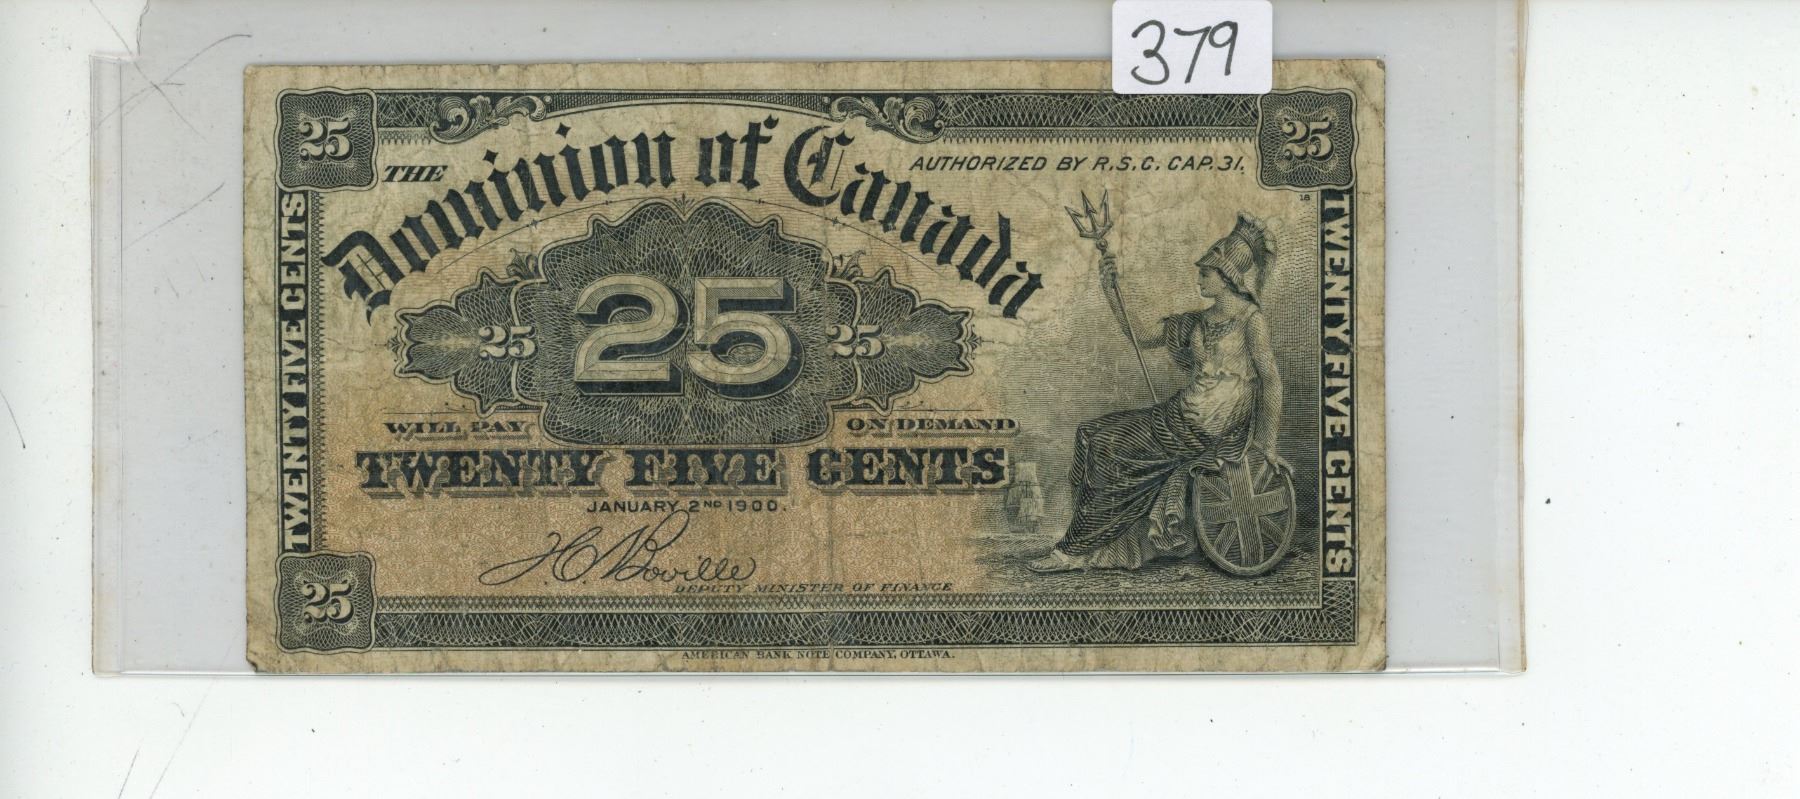 379
25
25
THE Dominion of Canada
AUTHORIZED BY R.S.C. CAP.31.
18
TWENTY FIVE CENTS
TWENTY FIVE CENTS
25
25
25
WILL PAY
ON DEMAND
TWENTY FIVE CENTS
JANUARY 2ND 1900.
J.C. Boville
DEPUTY MINISTER OF FINANCE
25
AMERICAN BANK NOTE COMPANY, OTTAWA.